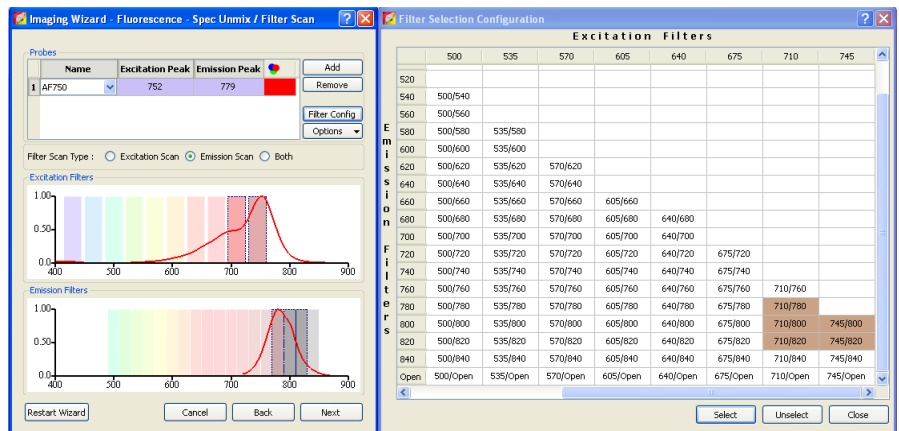 Imaging Wizard - Fluorescence - Spec Unmix / Filter Scan
Probes
Name Excitation Peak Emission Peak
1 AF750 752 779
Add
Remove
Filter Config
Options
Filter Scan Type : Excitation Scan Emission Scan Both
Excitation Filters
1.00
0.50
0.0
400 500 600 700 800 900
Emission Filters
1.00
0.50
0.0
400 500 600 700 800 900
Restart Wizard Cancel Back Next
Filter Selection Configuration
Excitation Filters
500 535 570 605 640 675 710 745
Emission Filters
520
540 500/540
560 500/560
580 500/580 535/580
600 500/600 535/600
620 500/620 535/620 570/620
640 500/640 535/640 570/640
660 500/660 535/660 570/660 605/660
680 500/680 535/680 570/680 605/680 640/680
700 500/700 535/700 570/700 605/700 640/700
720 500/720 535/720 570/720 605/720 640/720 675/720
740 500/740 535/740 570/740 605/740 640/740 675/740
760 500/760 535/760 570/760 605/760 640/760 675/760 710/760
780 500/780 535/780 570/780 605/780 640/780 675/780 710/780
800 500/800 535/800 570/800 605/800 640/800 675/800 710/800 745/800
820 500/820 535/820 570/820 605/820 640/820 675/820 710/820 745/820
840 500/840 535/840 570/840 605/840 640/840 675/840 710/840 745/840
Open 500/Open 535/Open 570/Open 605/Open 640/Open 675/Open 710/Open 745/Open
Select Unselect Close